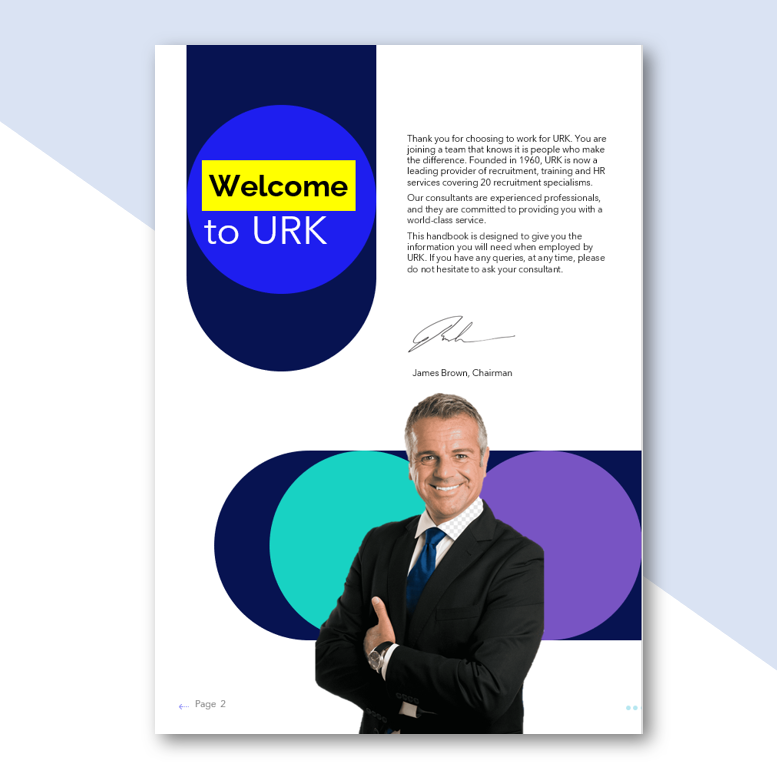 Welcome
to URK
Thank you for choosing to work for URK. You are
joining a team that knows it is people who make
the difference. Founded in 1960, URK is now a
leading provider of recruitment, training and HR
services covering 20 recruitment specialisms.
Our consultants are experienced professionals,
and they are committed to providing you with a
world-class service.
This handbook is designed to give you the
information you will need when employed by
URK. If you have any queries, at any time, please
do not hesitate to ask your consultant.
James Brown, Chairman
Page 2